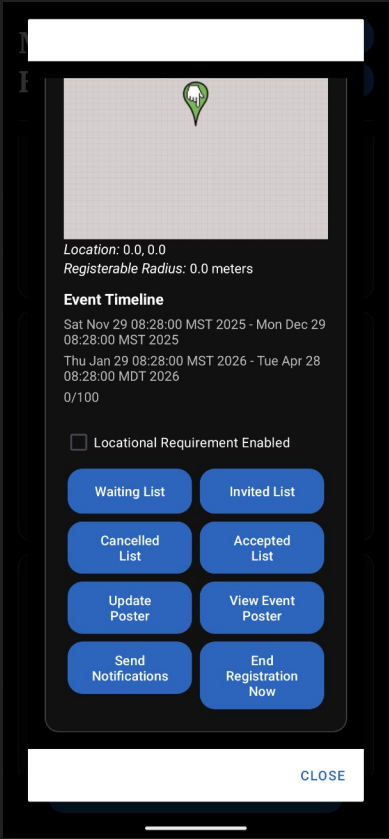 Location: 0.0, 0.0
Registerable Radius: 0.0 meters
Event Timeline
Sat Nov 29 08:28:00 MST 2025 - Mon Dec 29
08:28:00 MST 2025
Thu Jan 29 08:28:00 MST 2026 - Tue Apr 28
08:28:00 MDT 2026
0/100
Locational Requirement Enabled
Waiting List
Invited List
Cancelled
List
Accepted
List
Update
Poster
View Event
Poster
Send
Notifications
End
Registration
Now
CLOSE